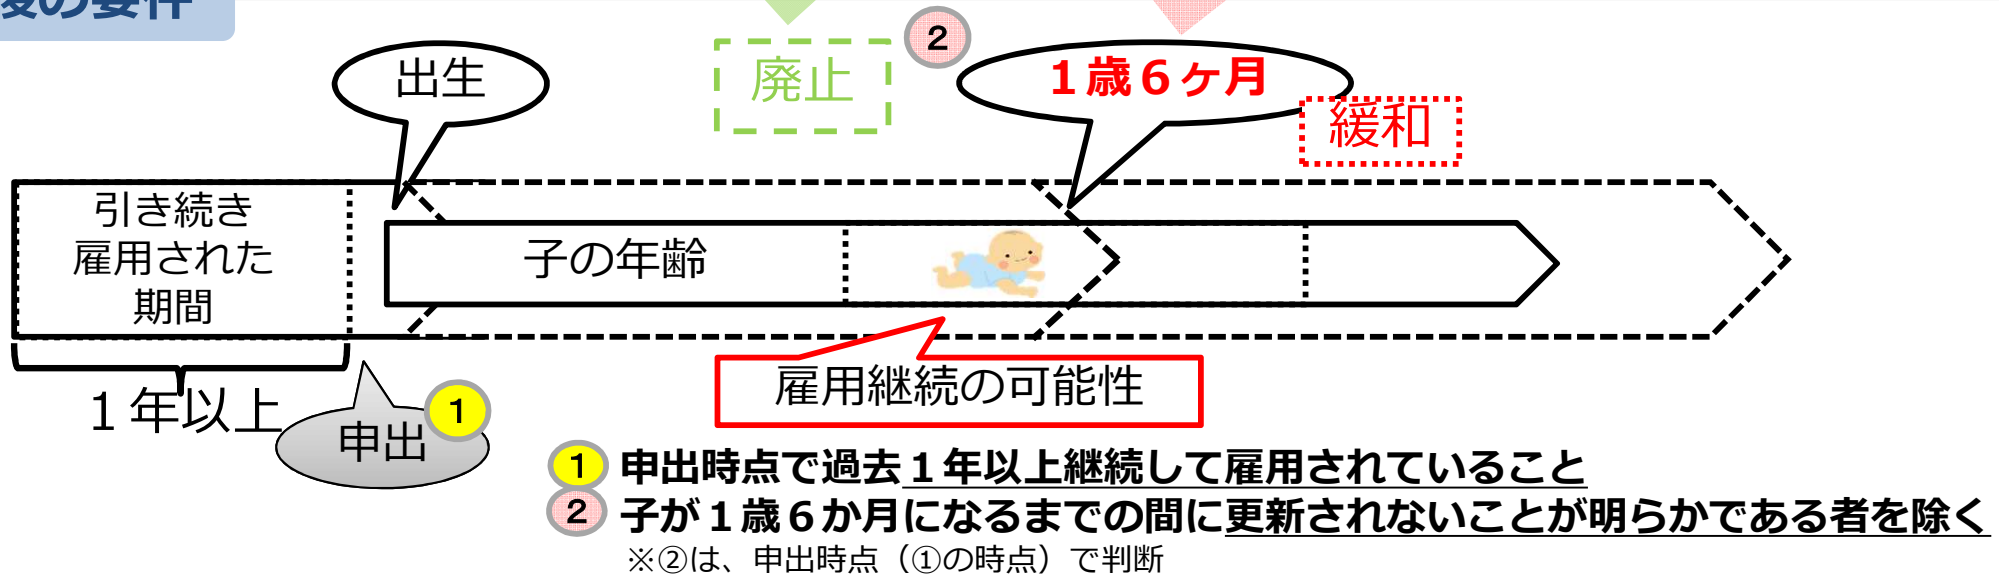 後の要件
出生
廃止
2
１歳６ヶ月
緩和
引き続き
雇用された
期間
子の年齢
１年以上
申出
1
雇用継続の可能性
1 申出時点で過去１年以上継続して雇用されていること
2 子が１歳６か月になるまでの間に更新されないことが明らかである者を除く
※②は、申出時点（①の時点）で判断